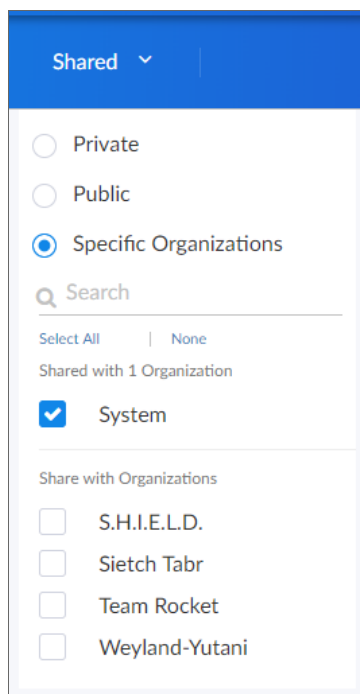 Shared
Private
Public
Specific Organizations
Search
Select All | None
Shared with 1 Organization
System
Share with Organizations
S.H.I.E.L.D.
Sietch Tabr
Team Rocket
Weyland-Yutani